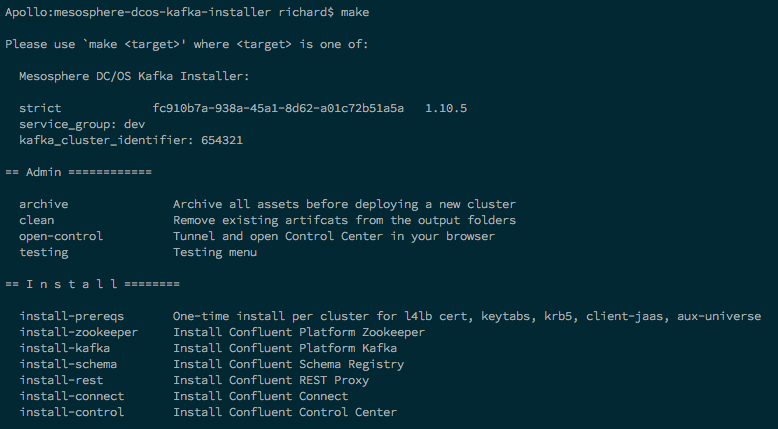 Apollo:mesosphere-dcos-kafka-installer richard$ make
Please use `make <target>' where <target> is one of:
Mesosphere DC/OS Kafka Installer:
strict fc910b7a-938a-45a1-8d62-a01c72b51a5a 1.10.5
service_group: dev
kafka_cluster_identifier: 654321
== Admin ============
archive Archive all assets before deploying a new cluster
clean Remove existing artifcats from the output folders
open-control Tunnel and open Control Center in your browser
testing Testing menu
== I n s t a l l ========
install-prereqs One-time install per cluster for l4lb cert, keytabs, krb5, client-jaas, aux-universe
install-zookeeper Install Confluent Platform Zookeeper
install-kafka Install Confluent Platform Kafka
install-schema Install Confluent Schema Registry
install-rest Install Confluent REST Proxy
install-connect Install Confluent Connect
install-control Install Confluent Control Center